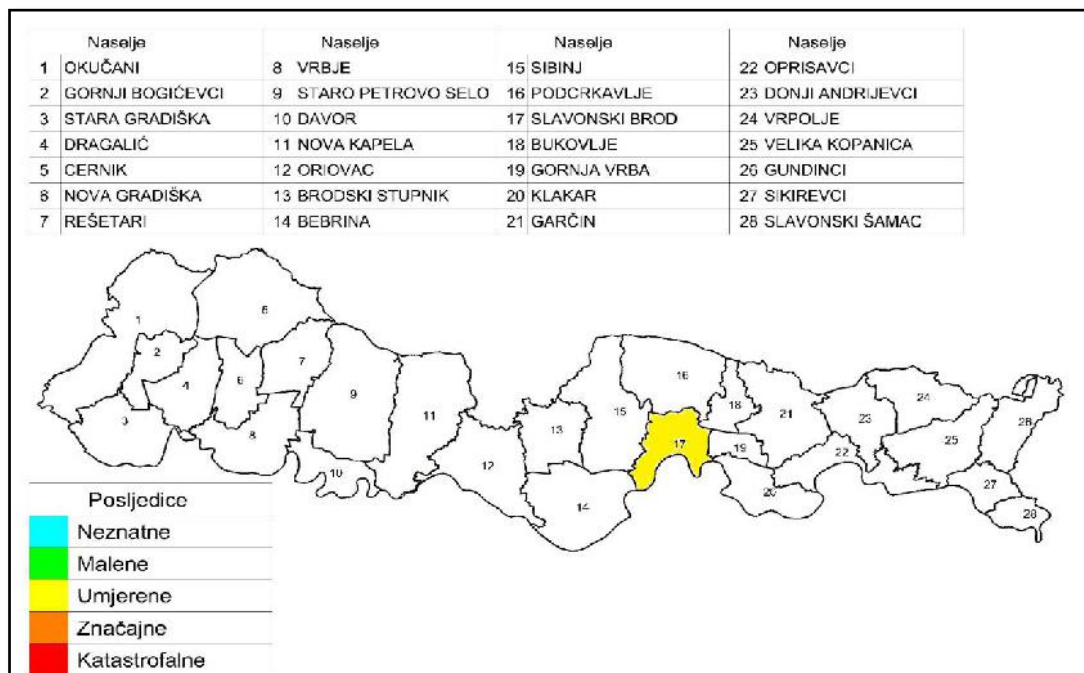 Naselje Naselje Naselje Naselje
1 OKUČANI 8 VRBJE 15 SIBINJ 22 OPRISAVCI
2 GORNJI BOGIĆEVCI 9 STARO PETROVO SELO 16 PODCRKAVLJE 23 DONJI ANDRIJEVCI
3 STARA GRADIŠKA 10 DAVOR 17 SLAVONSKI BROD 24 VRPOLJE
4 DRAGALIĆ 11 NOVA KAPELA 18 BUKOVLJE 25 VELIKA KOPANICA
5 CERNIK 12 ORIOVAC 19 GORNJA VRBA 26 GUNDINCI
6 NOVA GRADIŠKA 13 BRODSKI STUPNIK 20 KLAKAR 27 SIKIREVCI
7 REŠETARI 14 BEBRINA 21 GARČIN 28 SLAVONSKI ŠAMAC
5
1
2
7
16
4
6
9
24
18
15
21
23
26
3
11
13
17
25
8
19
22
12
10
27
20
14
28
Posljedice
Neznatne
Malene
Umjerene
Značajne
Katastrofalne